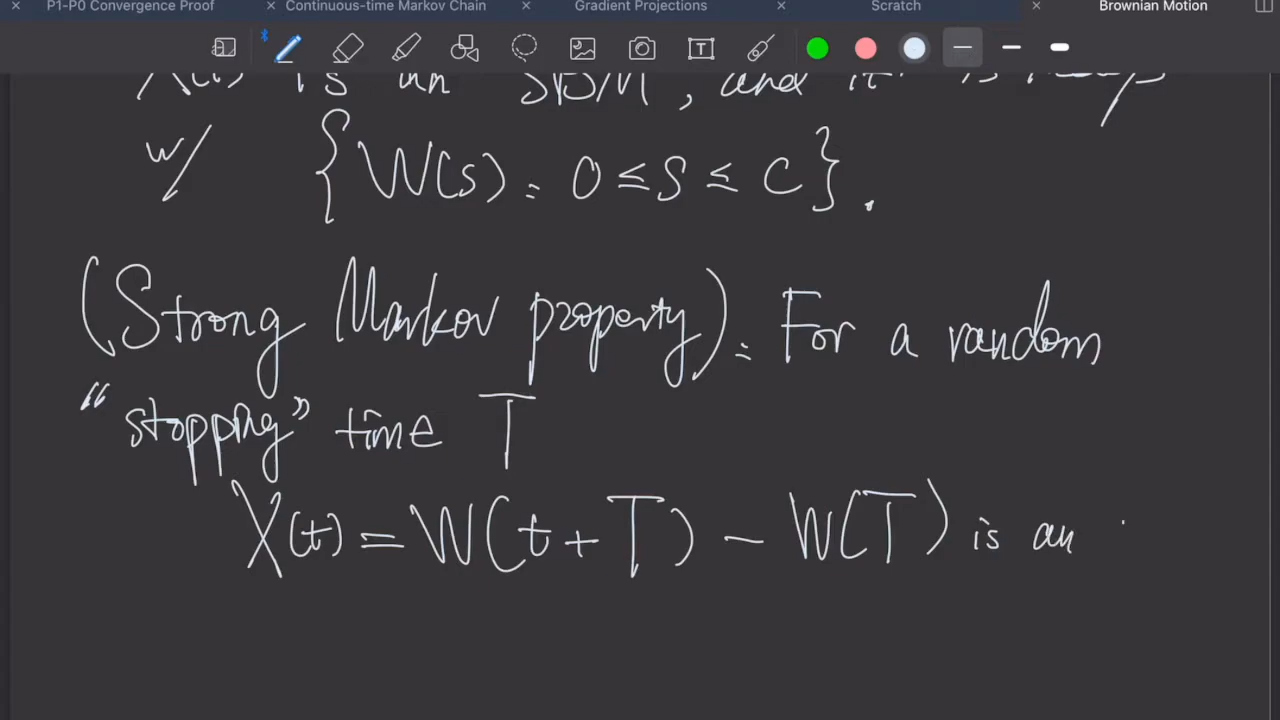 P1-P0 Convergence Proof Continuous-time Markov Chain Gradient Projections Scratch Brownian Motion
X(t) is an SBM, and it is indep
w/ {W(s): 0 ≤ s ≤ c}.
(Strong Markov property): For a random
"stopping" time T
X(t) = W(t+T) - W(T) is an